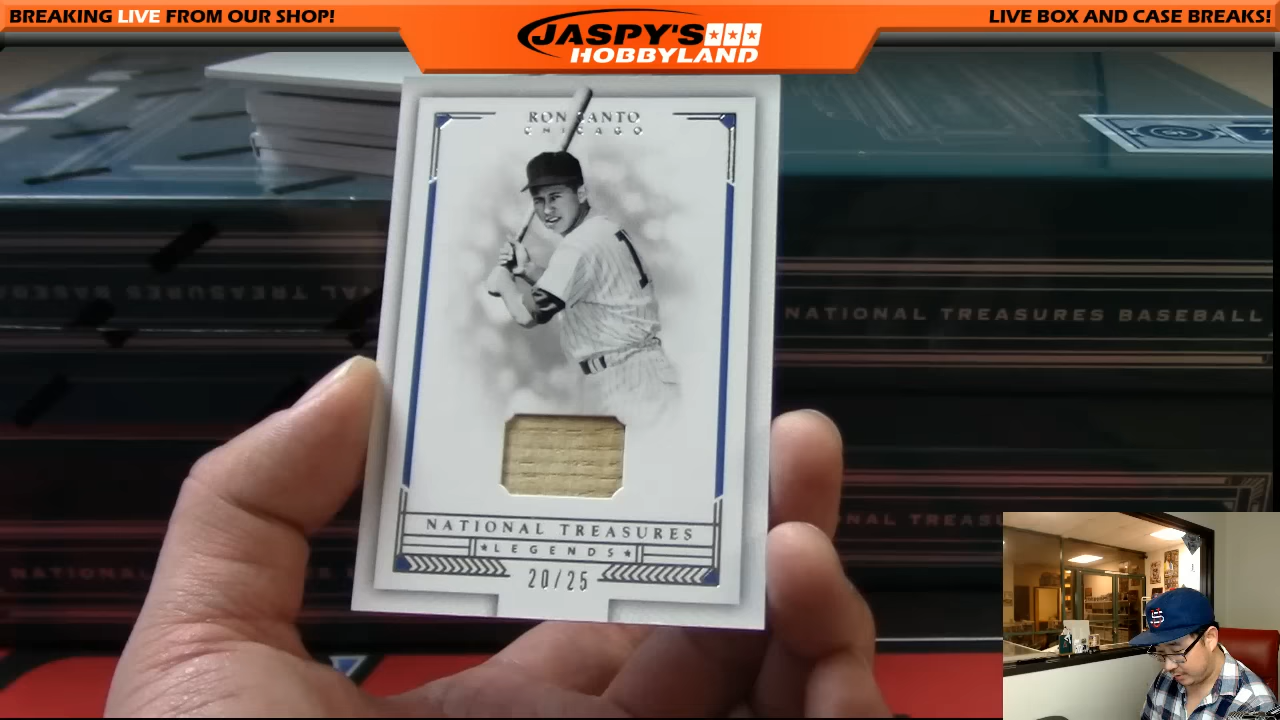 BREAKING LIVE FROM OUR SHOP!
JASPY'S
HOBBYLAND
LIVE BOX AND CASE BREAKS!
RON SANTO
CHICAGO
1
NATIONAL TREASURES BASEBALL
NATIONAL TREASURES
LEGENDS
20/25